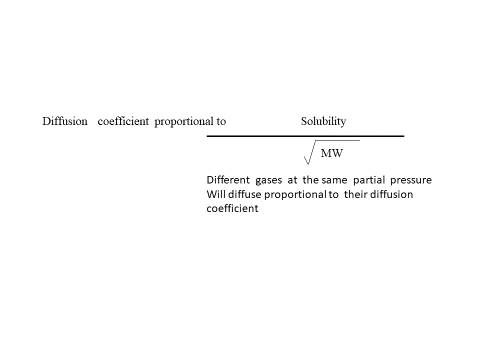 Diffusion coefficient proportional to Solubility
√MW
Different gases at the same partial pressure
Will diffuse proportional to their diffusion
coefficient